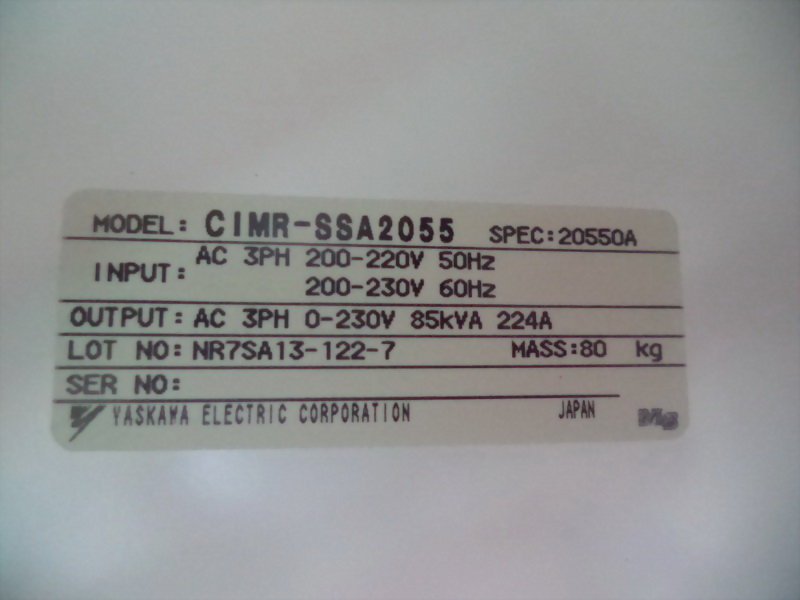 MODEL: CIMR-SSA2055 SPEC:20550A
INPUT: AC 3PH 200-220V 50Hz
200-230V 60Hz
OUTPUT: AC 3PH 0-230V 85kVA 224A
LOT NO: NR7SA13-122-7 MASS:80 kg
SER NO:
YASKAWA ELECTRIC CORPORATION JAPAN